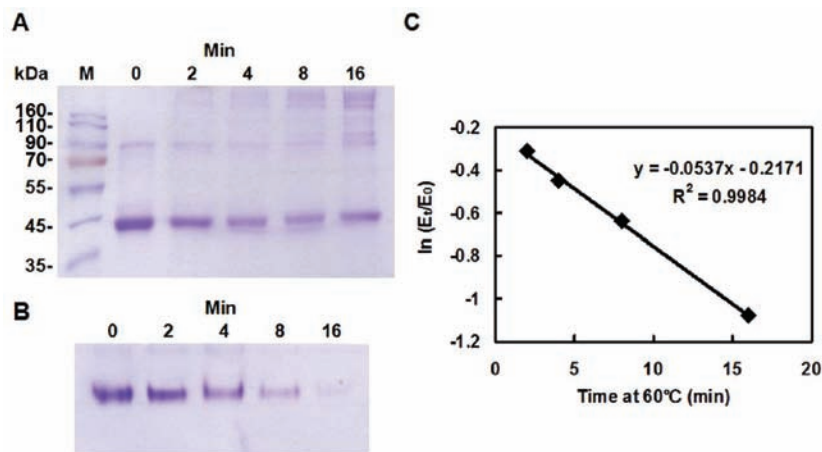 A
Min
kDa M 0 2 4 8 16
160-
110-
90-
70-
55-
45-
35-
B
Min
0 2 4 8 16
C
-0.2
-0.4
-0.6
-0.8
-1
-1.2
0 5 10 15 20
ln (Et/E0)
y = -0.0537x - 0.2171
R² = 0.9984
Time at 60°C (min)